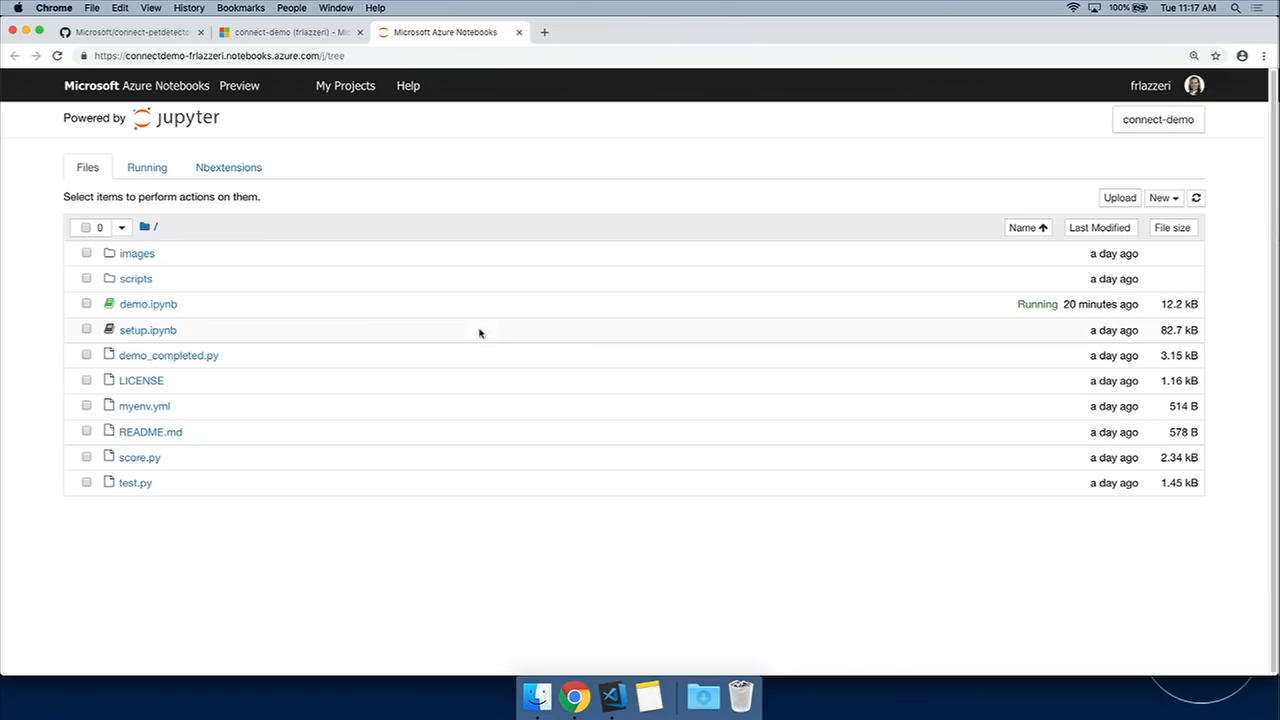 Chrome File Edit View History Bookmarks People Window Help 100% Tue 11:17 AM
Microsoft/connect-petdetector connect-demo (frlazzeri) - Mic Microsoft Azure Notebooks
https://connectdemo-frlazzeri.notebooks.azure.com/j/tree
Microsoft Azure Notebooks Preview My Projects Help frlazzeri
Powered by jupyter connect-demo
Files Running Nbextensions
Select items to perform actions on them. Upload New
0 / Name Last Modified File size
images a day ago
scripts a day ago
demo.ipynb Running 20 minutes ago 12.2 kB
setup.ipynb a day ago 82.7 kB
demo_completed.py a day ago 3.15 kB
LICENSE a day ago 1.16 kB
myenv.yml a day ago 514 B
README.md a day ago 578 B
score.py a day ago 2.34 kB
test.py a day ago 1.45 kB